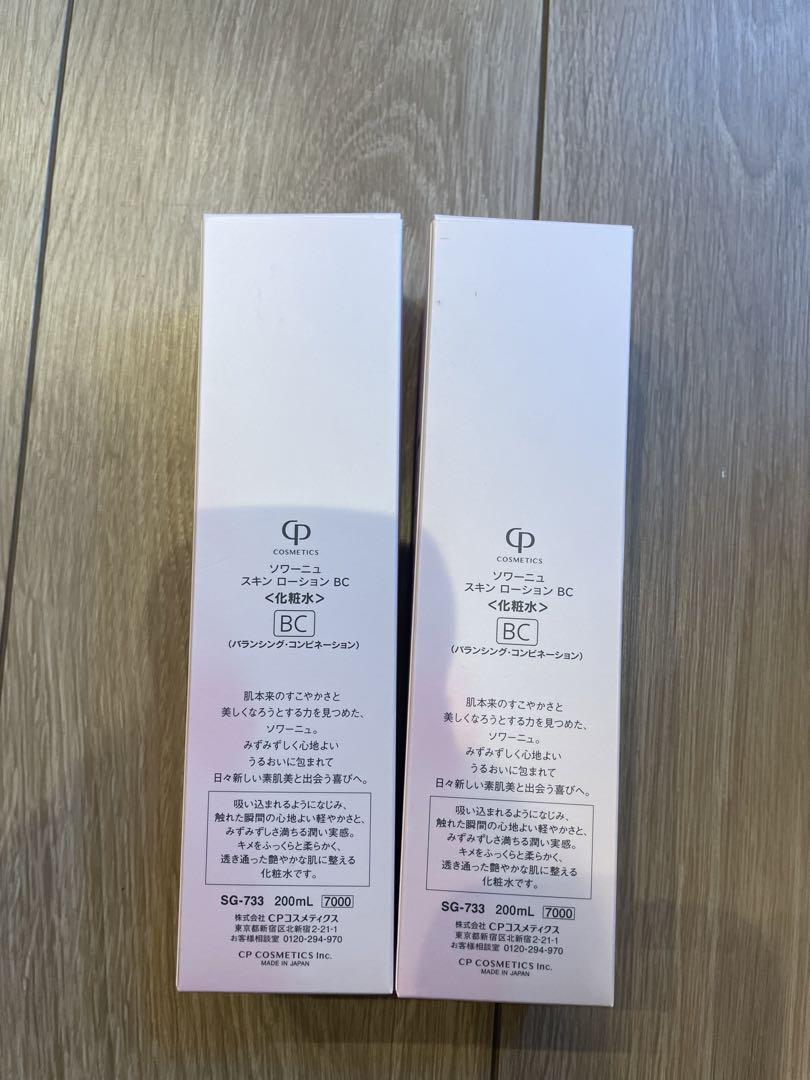 CP
COSMETICS
ソワーニュ
スキン ローション BC
<化粧水>
BC
(バランシング・コンビネーション)
肌本来のすこやかさと
美しくなろうとする力を見つめた、
ソワーニュ。
みずみずしく心地よい
うるおいに包まれて
日々新しい素肌美と出会う喜びへ。
吸い込まれるようになじみ、
触れた瞬間の心地よい軽やかさと、
みずみずしさ満ちる潤い実感。
キメをふっくらと柔らかく、
透き通った艶やかな肌に整える
化粧水です。
SG-733 200mL 7000
株式会社 CPコスメティクス
東京都新宿区北新宿2-21-1
お客様相談室 0120-294-970
CP COSMETICS Inc.
MADE IN JAPAN
CP
COSMETICS
ソワーニュ
スキン ローション BC
<化粧水>
BC
(バランシング・コンビネーション)
肌本来のすこやかさと
美しくなろうとする力を見つめた、
ソワーニュ。
みずみずしく心地よい
うるおいに包まれて
日々新しい素肌美と出会う喜びへ。
吸い込まれるようになじみ、
触れた瞬間の心地よい軽やかさと、
みずみずしさ満ちる潤い実感。
キメをふっくらと柔らかく、
透き通った艶やかな肌に整える
化粧水です。
SG-733 200mL 7000
株式会社 CPコスメティクス
東京都新宿区北新宿2-21-1
お客様相談室 0120-294-970
CP COSMETICS Inc.
MADE IN JAPAN